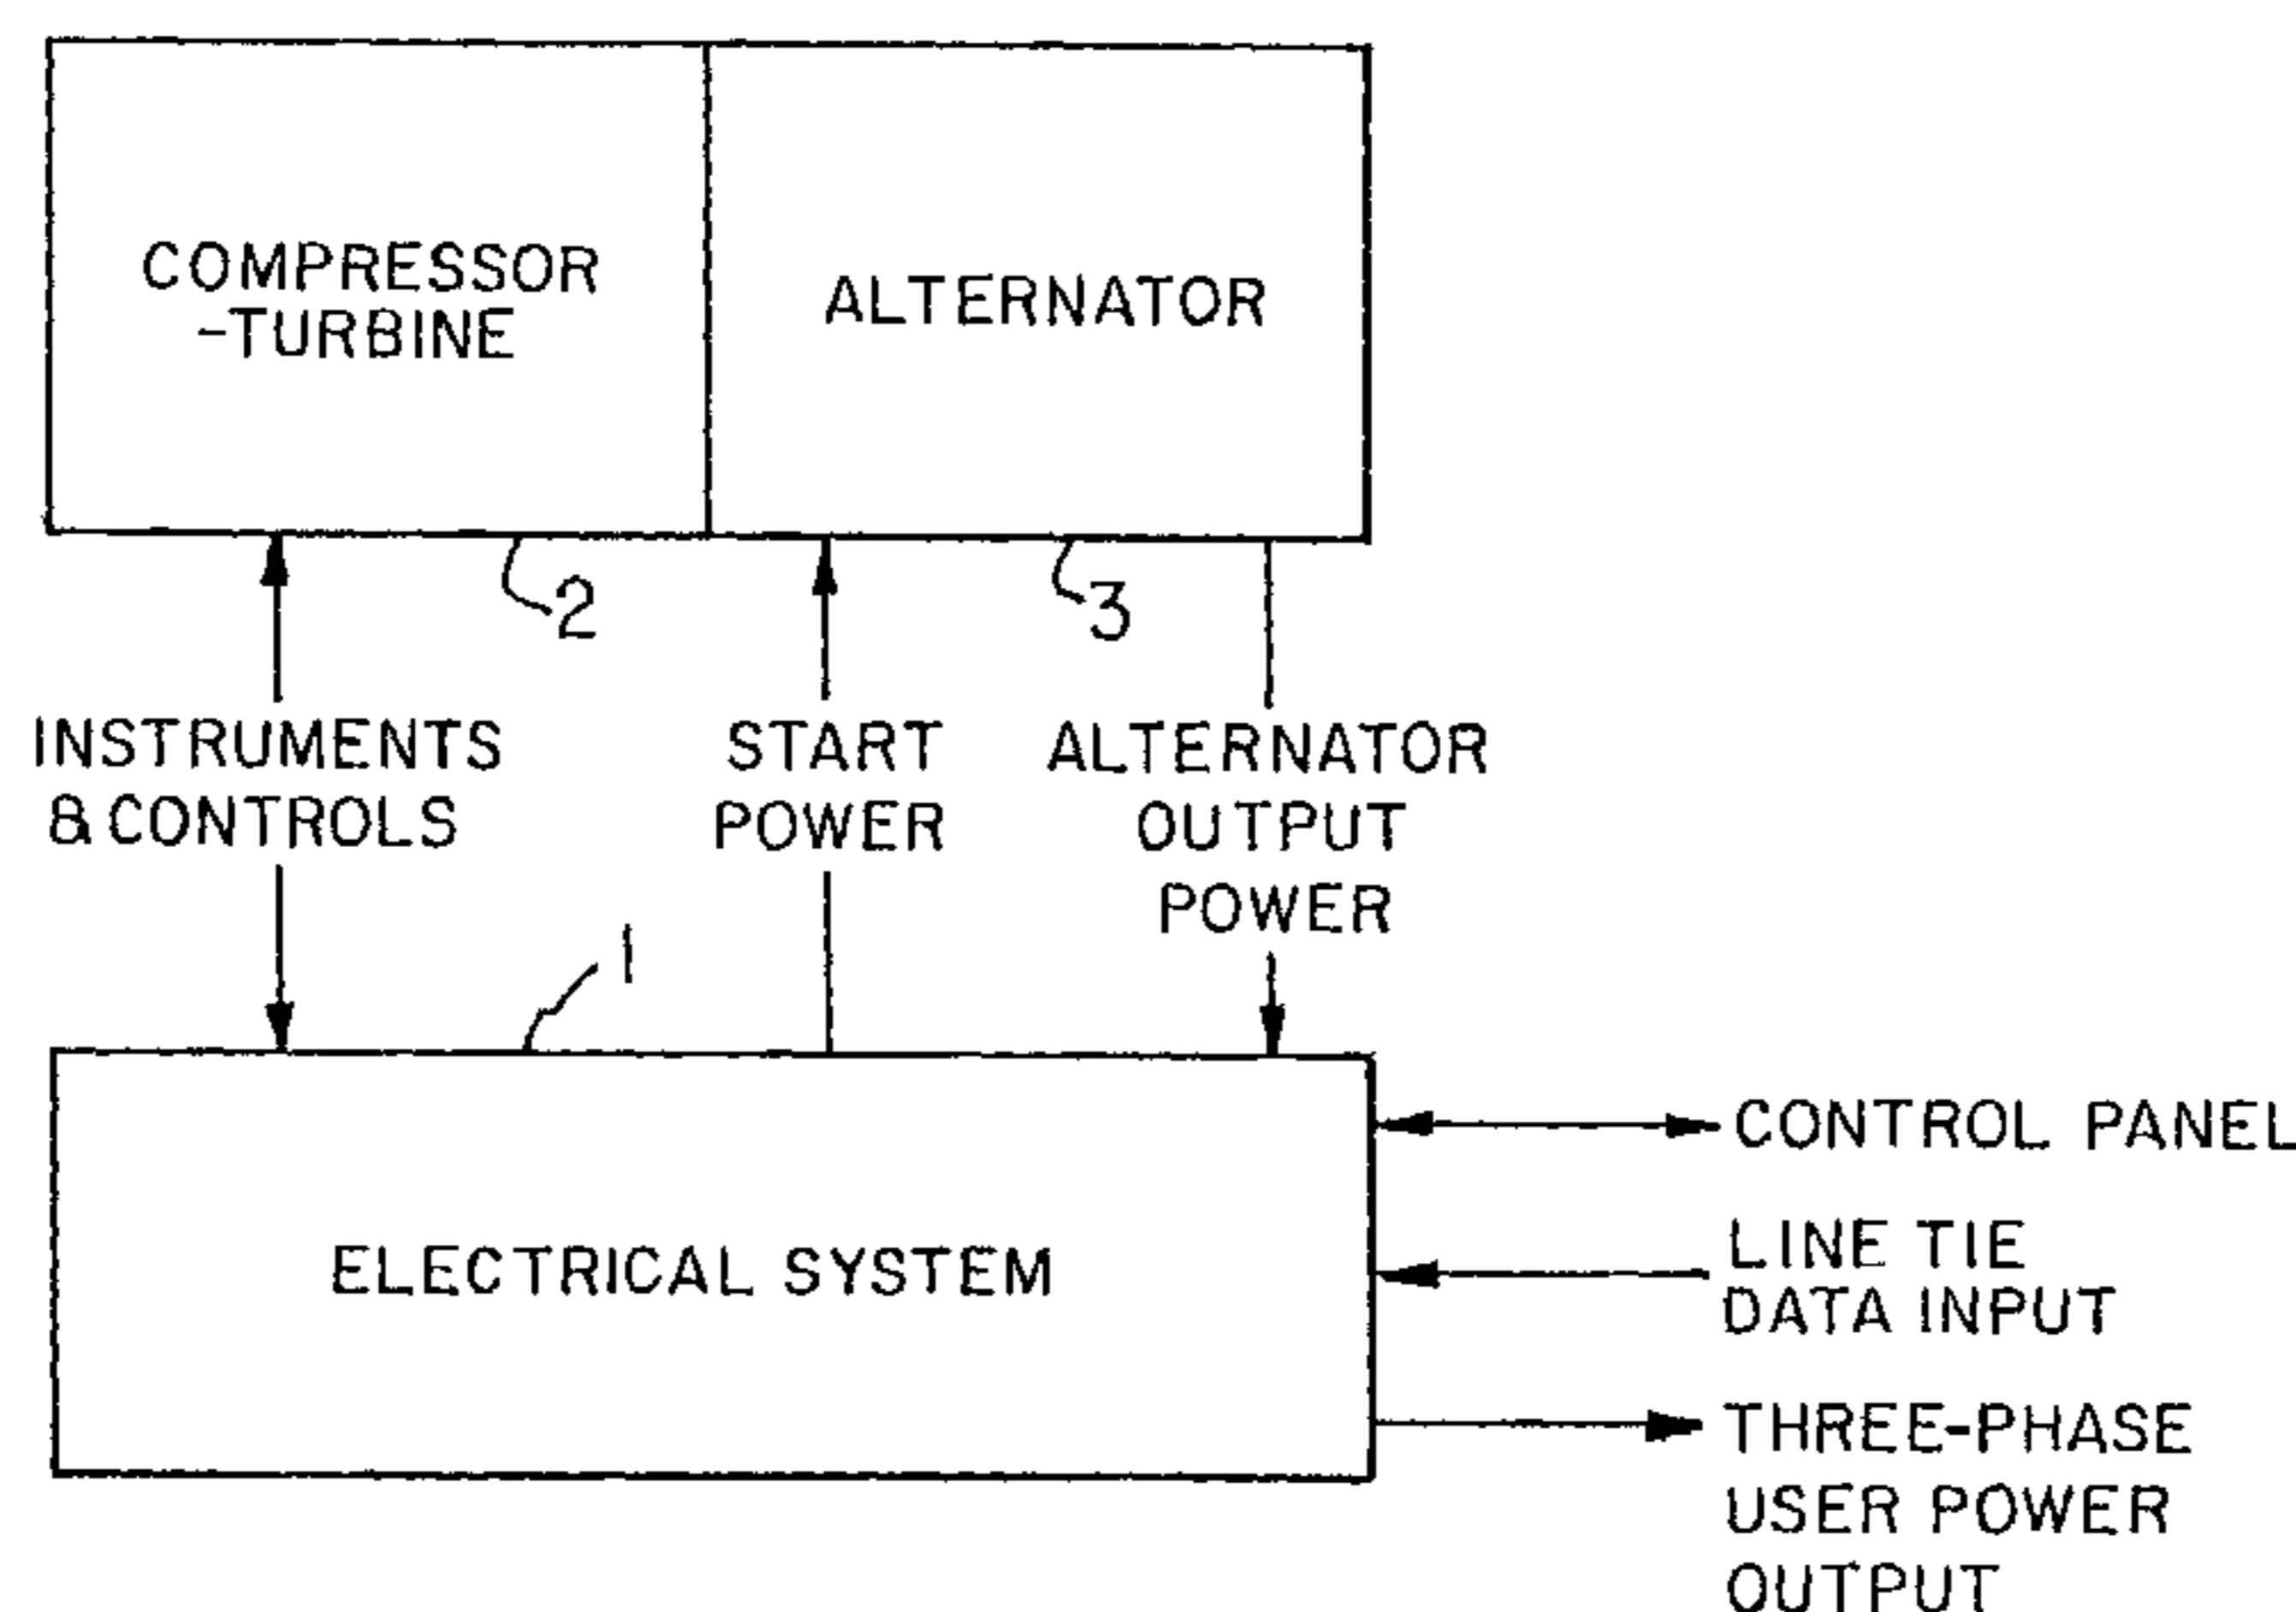 COMPRESSOR
-TURBINE
ALTERNATOR
2
3
INSTRUMENTS
& CONTROLS
START
POWER
ALTERNATOR
OUTPUT
POWER
1
ELECTRICAL SYSTEM
CONTROL PANEL
LINE TIE
DATA INPUT
THREE-PHASE
USER POWER
OUTPUT